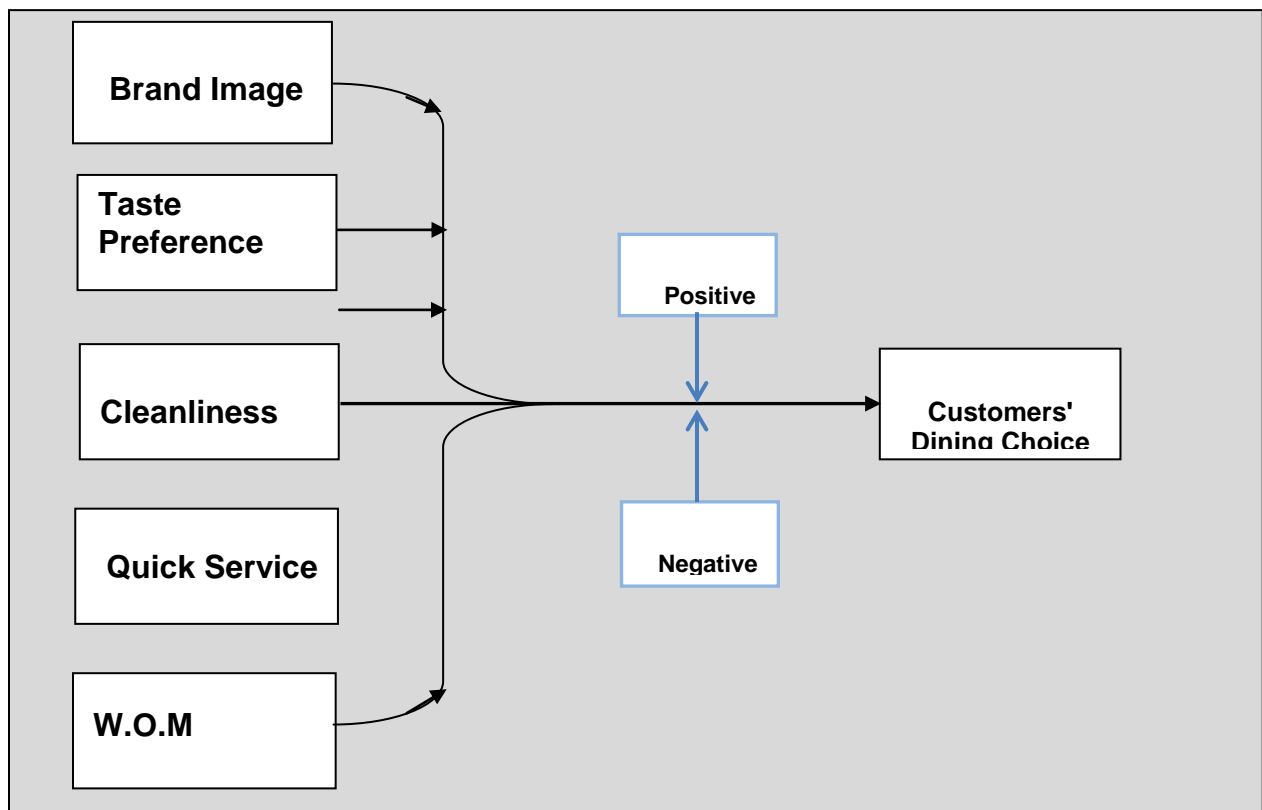 Brand Image
Taste
Preference
Positive
Cleanliness
Customers'
Dining Choice
Quick Service
Negative
W.O.M